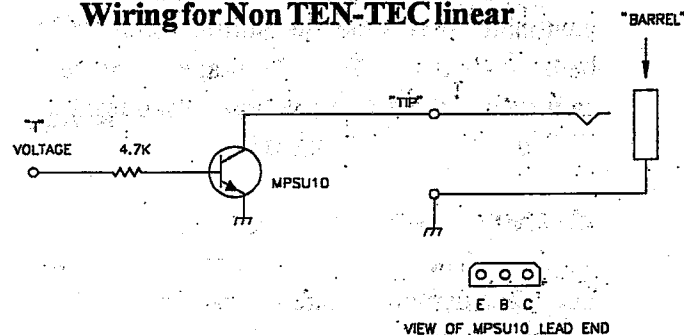 Wiring for Non TEN-TEC linear
"BARREL"
"TIP"
"T"
VOLTAGE
4.7K
MPSU10
E B C
VIEW OF MPSU10 LEAD END